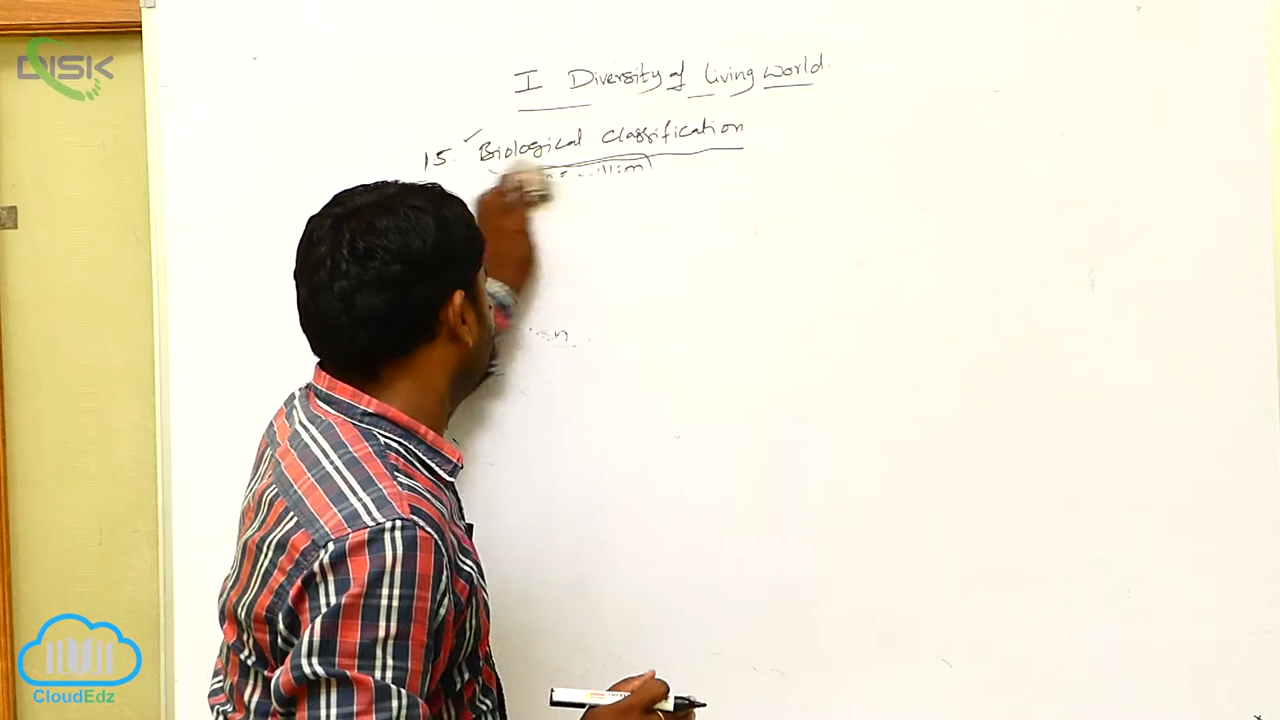 DISK
I Diversity of living world.
15. Biological classification
CloudEdz